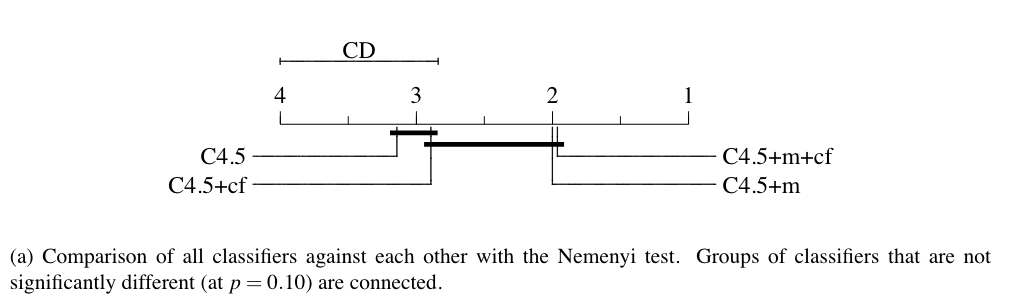 CD
4 3 2 1
C4.5 C4.5+m+cf
C4.5+cf C4.5+m
(a) Comparison of all classifiers against each other with the Nemenyi test. Groups of classifiers that are not
significantly different (at p = 0.10) are connected.